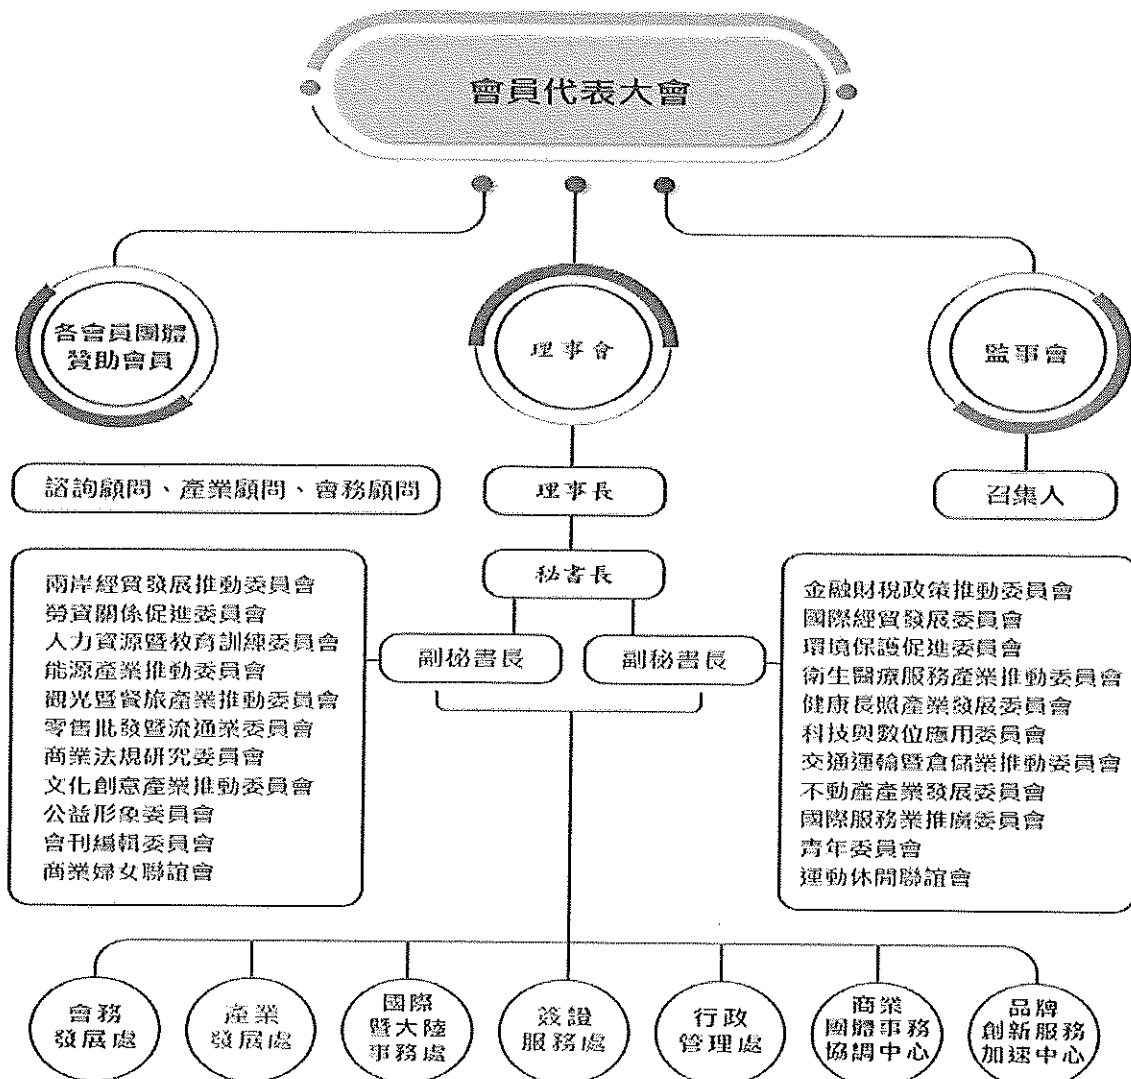 會員代表大會
各會員團體
贊助會員
理事會
監事會
諮詢顧問、產業顧問、會務顧問
理事長
召集人
秘書長
副秘書長
副秘書長
兩岸經貿發展推動委員會
勞資關係促進委員會
人力資源暨教育訓練委員會
能源產業推動委員會
觀光暨餐旅產業推動委員會
零售批發暨流通業委員會
商業法規研究委員會
文化創意產業推動委員會
公益形象委員會
會刊編輯委員會
商業婦女聯誼會
金融財稅政策推動委員會
國際經貿發展委員會
環境保護促進委員會
衛生醫療服務產業推動委員會
健康長照產業發展委員會
科技與數位應用委員會
交通運輸暨倉儲業推動委員會
不動產產業發展委員會
國際服務業推廣委員會
青年委員會
運動休閒聯誼會
會務
發展處
產業
發展處
國際
暨大陸
事務處
簽證
服務處
行政
管理處
商業
團體事務
協調中心
品牌
創新服務
加速中心